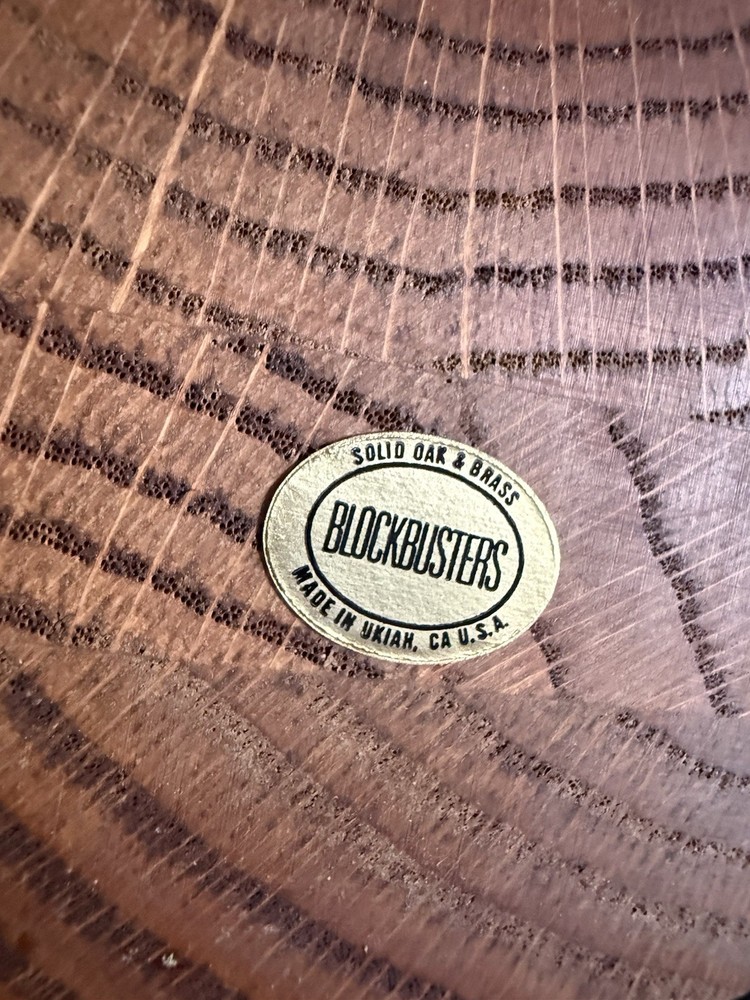 SOLID OAK & BRASS
BLOCKBUSTERS
MADE IN UKIAH, CA U.S.A.